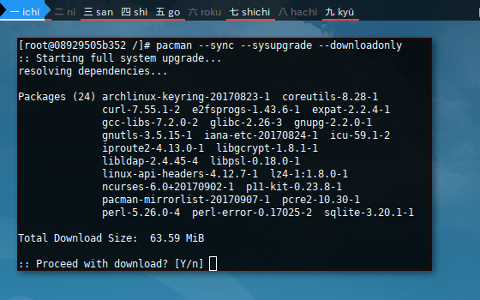 一 ichi 二 ni 三 san 四 shi 五 go 六 roku 七 shichi 八 hachi 九 kyū
[root@08929505b352 /]# pacman --sync --sysupgrade --downloadonly
:: Starting full system upgrade...
resolving dependencies...
Packages (24) archlinux-keyring-20170823-1 coreutils-8.28-1
curl-7.55.1-2 e2fsprogs-1.43.6-1 expat-2.2.4-1
gcc-libs-7.2.0-2 glibc-2.26-3 gnupg-2.2.0-1
gnutls-3.5.15-1 iana-etc-20170824-1 icu-59.1-2
iproute2-4.13.0-1 libgcrypt-1.8.1-1
libldap-2.4.45-4 libpsl-0.18.0-1
linux-api-headers-4.12.7-1 lz4-1:1.8.0-1
ncurses-6.0+20170902-1 p11-kit-0.23.8-1
pacman-mirrorlist-20170907-1 pcre2-10.30-1
perl-5.26.0-4 perl-error-0.17025-2 sqlite-3.20.1-1
Total Download Size: 63.59 MiB
:: Proceed with download? [Y/n]